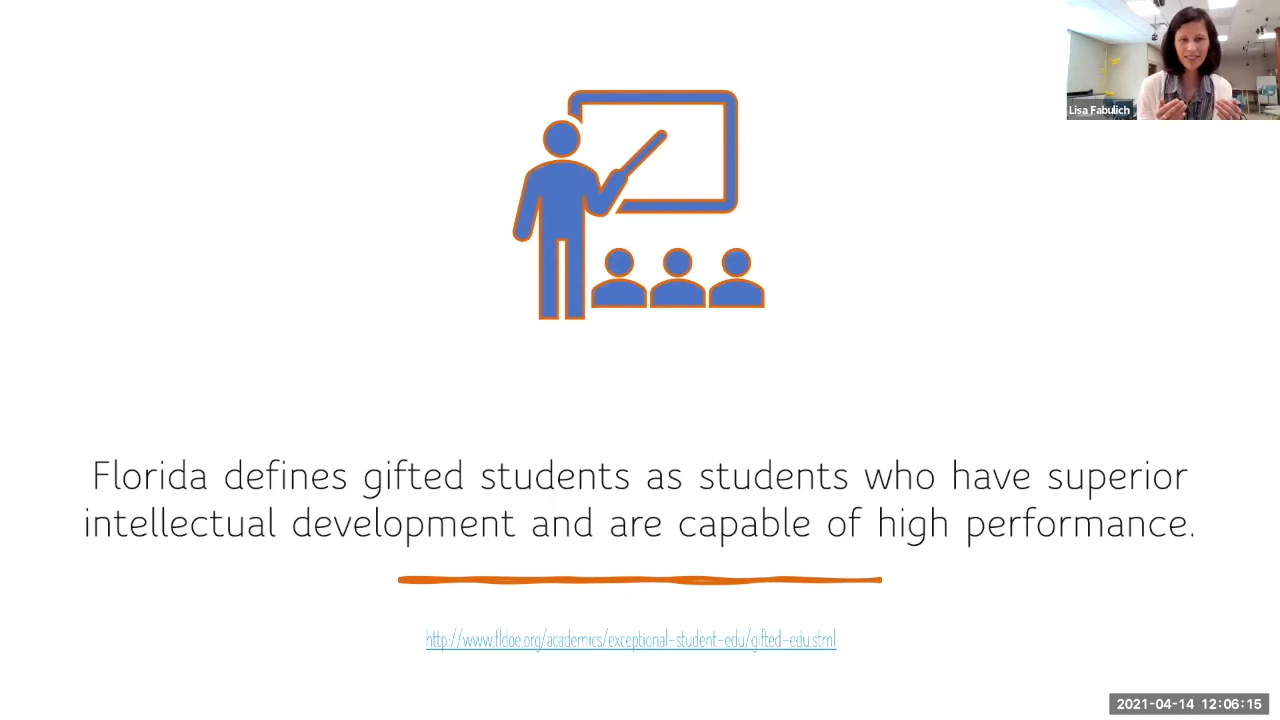 Lisa Fabulich
Florida defines gifted students as students who have superior
intellectual development and are capable of high performance.
http://www.fldoe.org/academics/exceptional-student-edu/gifted-edu.stml
2021-04-14 12:06:15